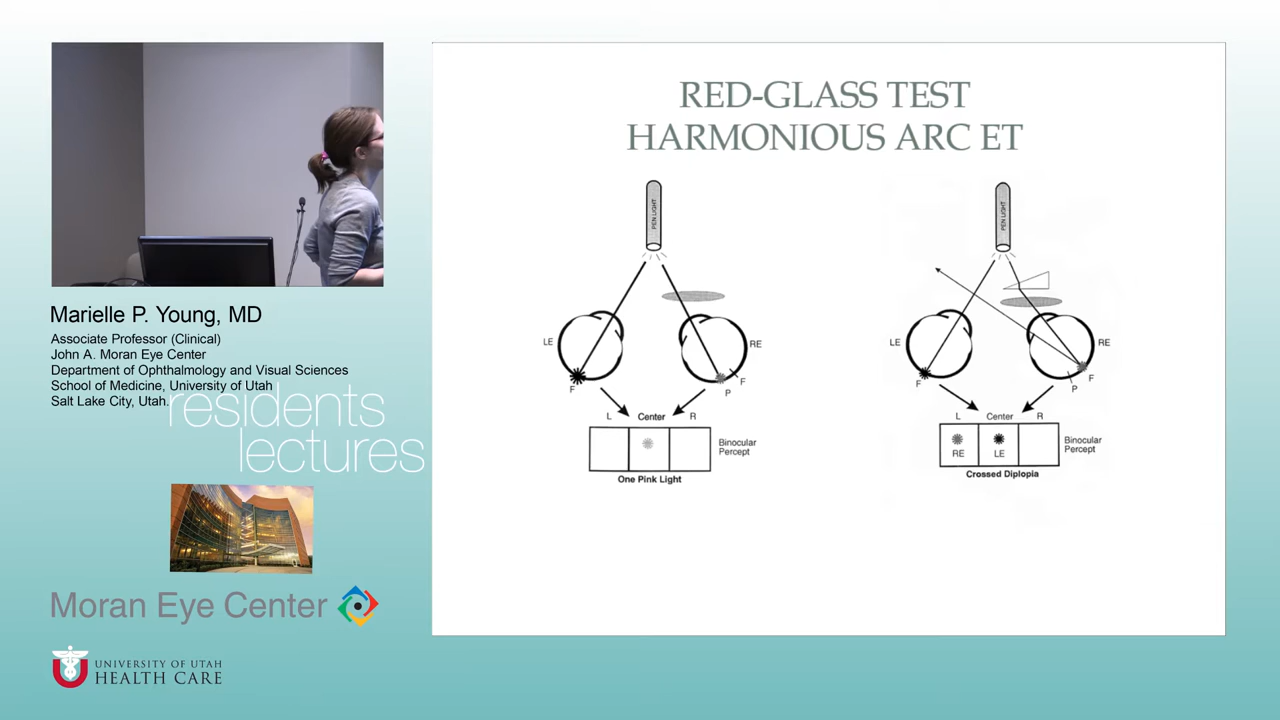 RED-GLASS TEST
HARMONIOUS ARC ET
PEN LIGHT
LE
RE
F
F
P
L Center R
Binocular
Percept
One Pink Light
PEN LIGHT
LE
RE
F
F
P
L Center R
RE LE
Binocular
Percept
Crossed Diplopia
Marielle P. Young, MD
Associate Professor (Clinical)
John A. Moran Eye Center
Department of Ophthalmology and Visual Sciences
School of Medicine, University of Utah
Salt Lake City, Utah.
residents
lectures
Moran Eye Center
U
UNIVERSITY OF UTAH
HEALTH CARE